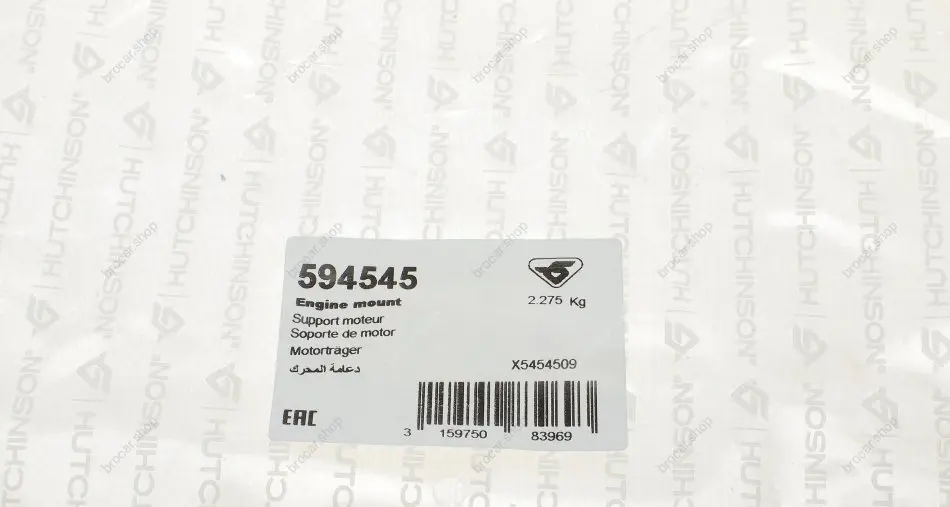 594545
Engine mount
2.275 Kg
Support moteur
Soporte de motor
Motorträger
دعامة المحرك
X5454509
EAC
3 159750 83969
HUTCHINSON
brocar.shop